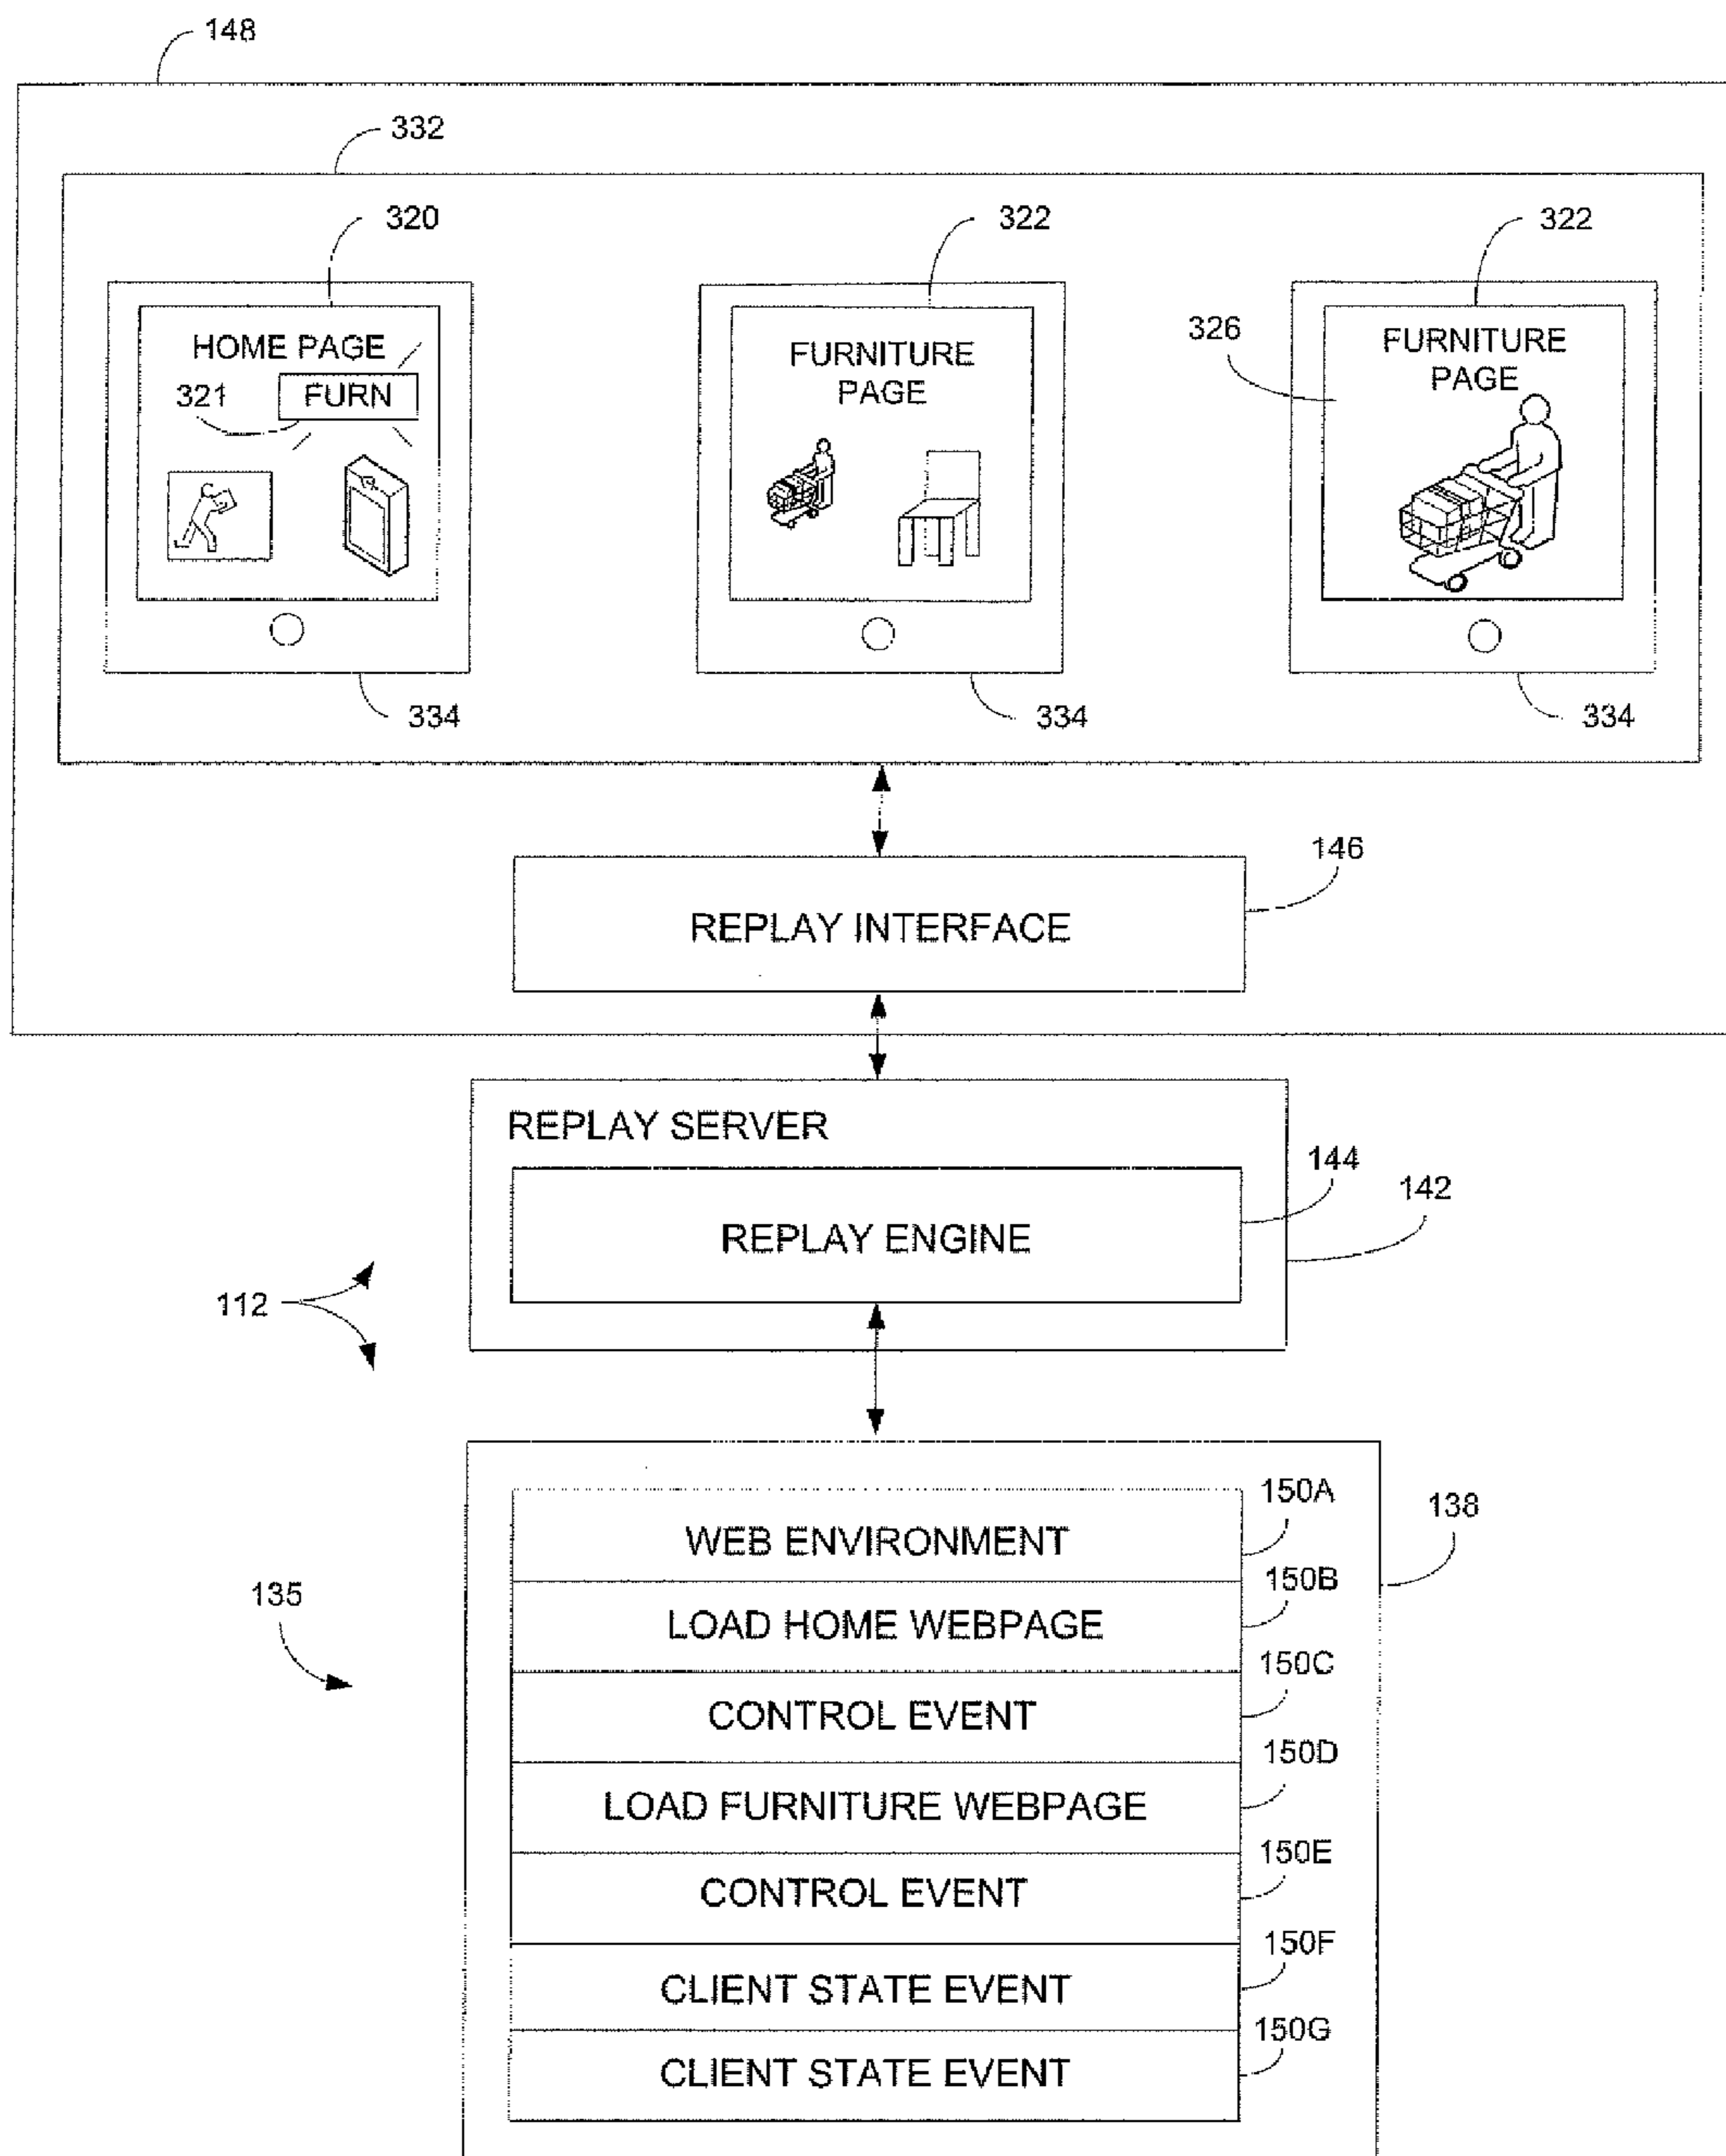 148
332
320
322
322
HOME PAGE
321
FURN
FURNITURE
PAGE
326
FURNITURE
PAGE
334
334
334
146
REPLAY INTERFACE
REPLAY SERVER
144
142
REPLAY ENGINE
112
150A
138
WEB ENVIRONMENT
135
150B
LOAD HOME WEBPAGE
150C
CONTROL EVENT
150D
LOAD FURNITURE WEBPAGE
150E
CONTROL EVENT
150F
CLIENT STATE EVENT
150G
CLIENT STATE EVENT